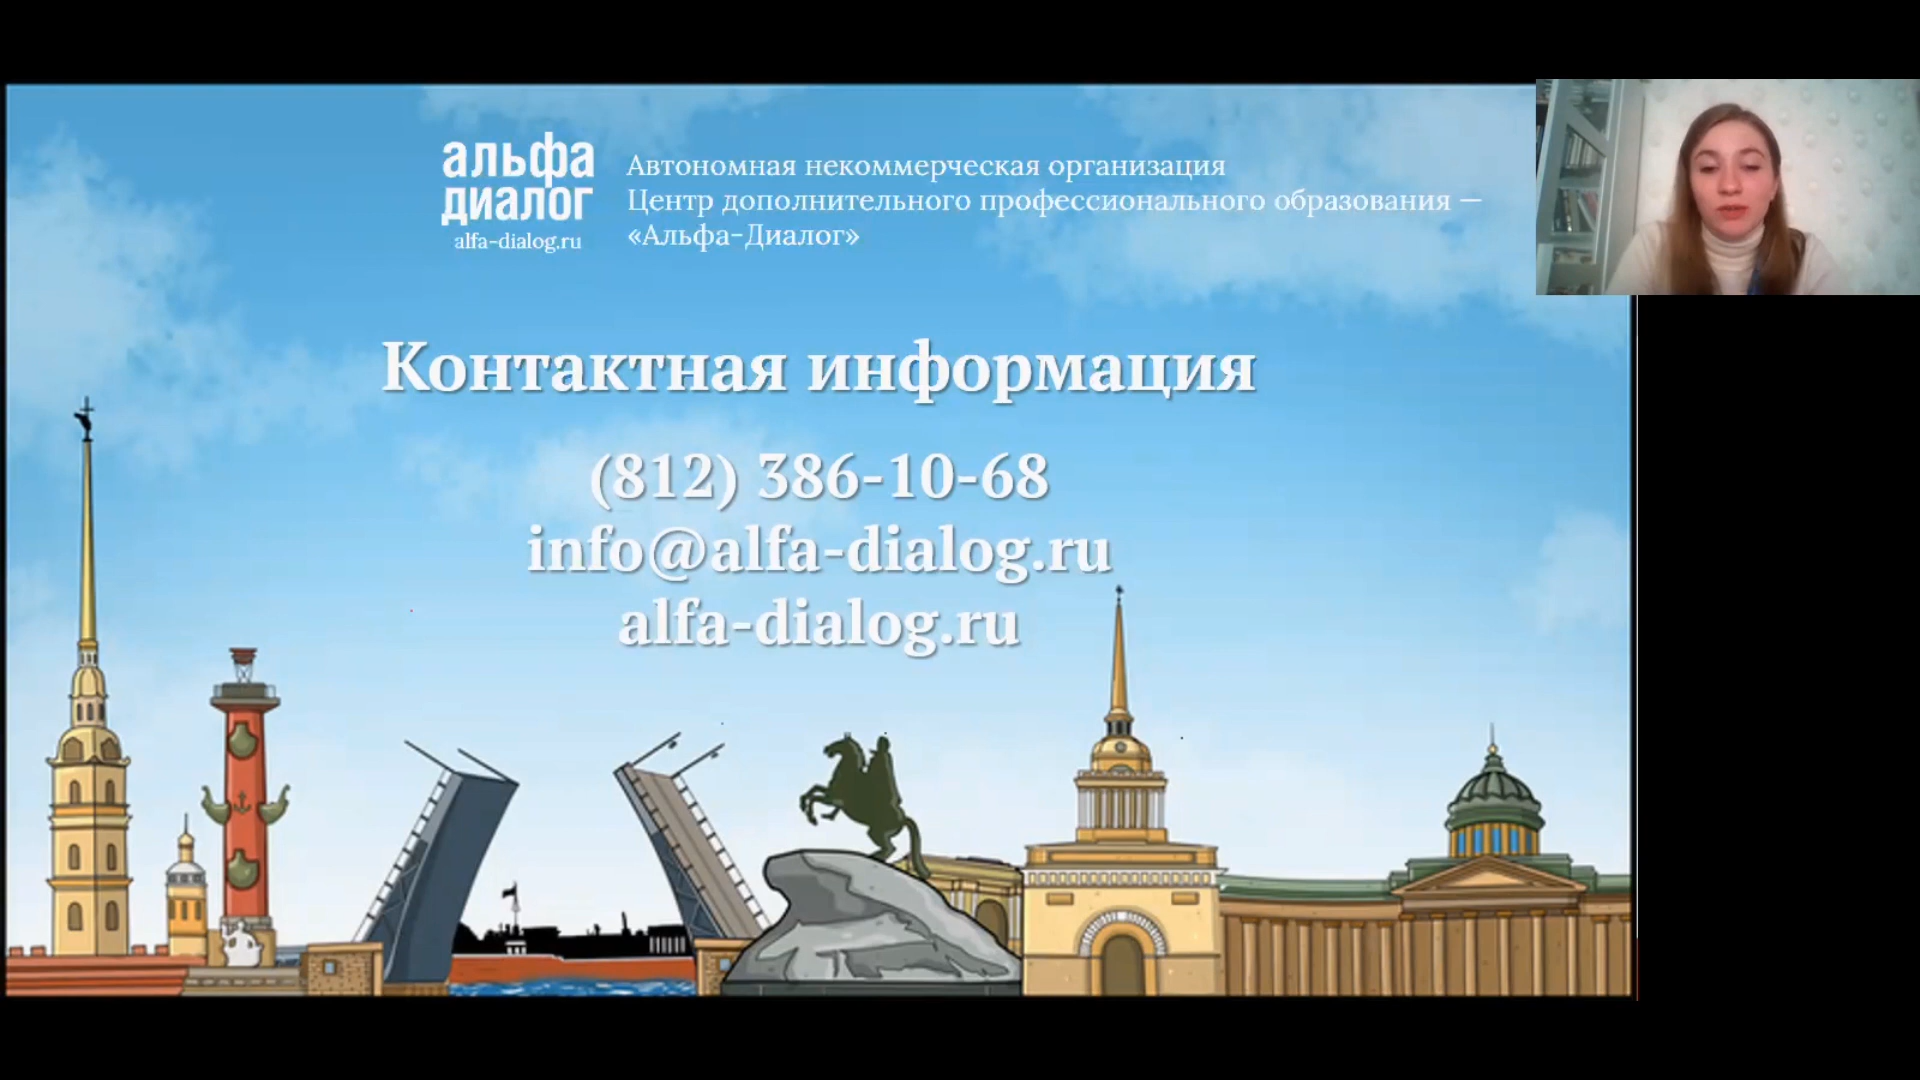 альфа
диалог
alfa-dialog.ru
Автономная некоммерческая организация
Центр дополнительного профессионального образования —
«Альфа-Диалог»
Контактная информация
(812) 386-10-68
info@alfa-dialog.ru
alfa-dialog.ru